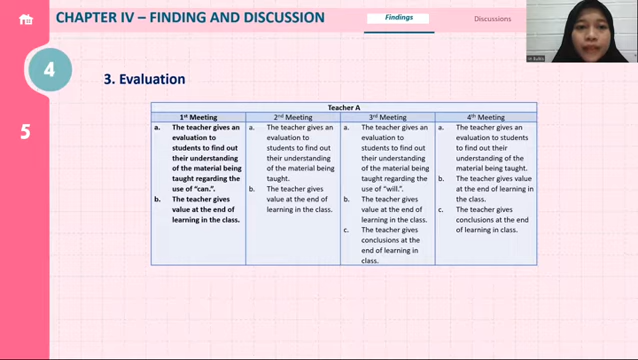 CHAPTER IV – FINDING AND DISCUSSION
Findings
Discussions
4
5
3. Evaluation
Teacher A
1st Meeting
a. The teacher gives an
evaluation to
students to find out
their understanding
of the material being
taught regarding the
use of "can.".
b. The teacher gives
value at the end of
learning in the class.
2nd Meeting
a. The teacher gives an
evaluation to
students to find out
their understanding
of the material being
taught.
b. The teacher gives
value at the end of
learning in the class.
3rd Meeting
a. The teacher gives an
evaluation to
students to find out
their understanding
of the material being
taught regarding the
use of "will.".
b. The teacher gives
value at the end of
learning in the class.
c. The teacher gives
conclusions at the
end of learning in
class.
4th Meeting
a. The teacher gives an
evaluation to students
to find out their
understanding of the
material being taught.
b. The teacher gives value
at the end of learning in
the class.
c. The teacher gives
conclusions at the end
of learning in class.